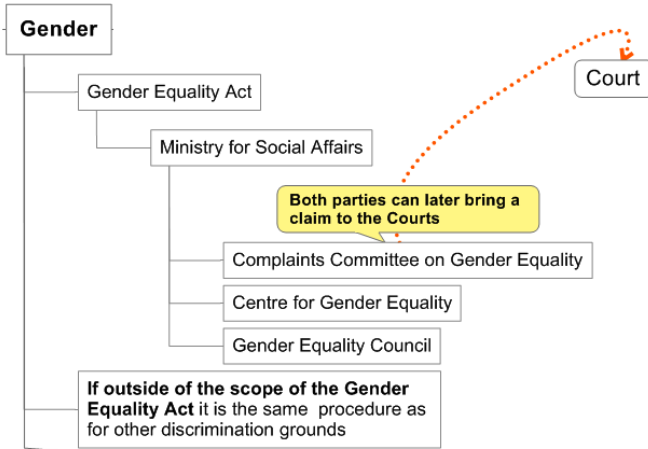 Gender
Court
Gender Equality Act
Ministry for Social Affairs
Both parties can later bring a
claim to the Courts
Complaints Committee on Gender Equality
Centre for Gender Equality
Gender Equality Council
If outside of the scope of the Gender
Equality Act it is the same  procedure as
for other discrimination grounds